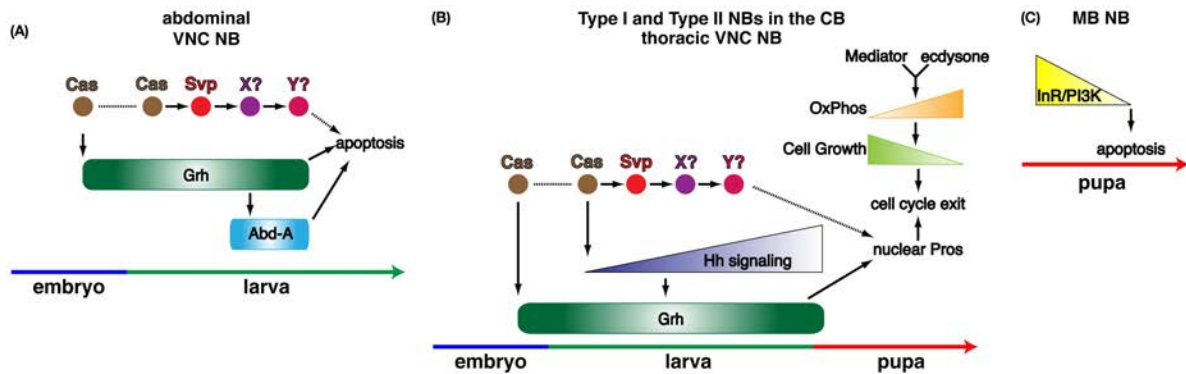 (A)
abdominal
VNC NB
Cas Cas Svp X? Y?
apoptosis
Grh
Abd-A
embryo larva
(B)
Type I and Type II NBs in the CB
thoracic VNC NB
Mediator ecdysone
OxPhos
Cell Growth
Cas Cas Svp X? Y?
cell cycle exit
nuclear Pros
Hh signaling
Grh
embryo larva pupa
(C)
MB NB
InR/PI3K
apoptosis
pupa